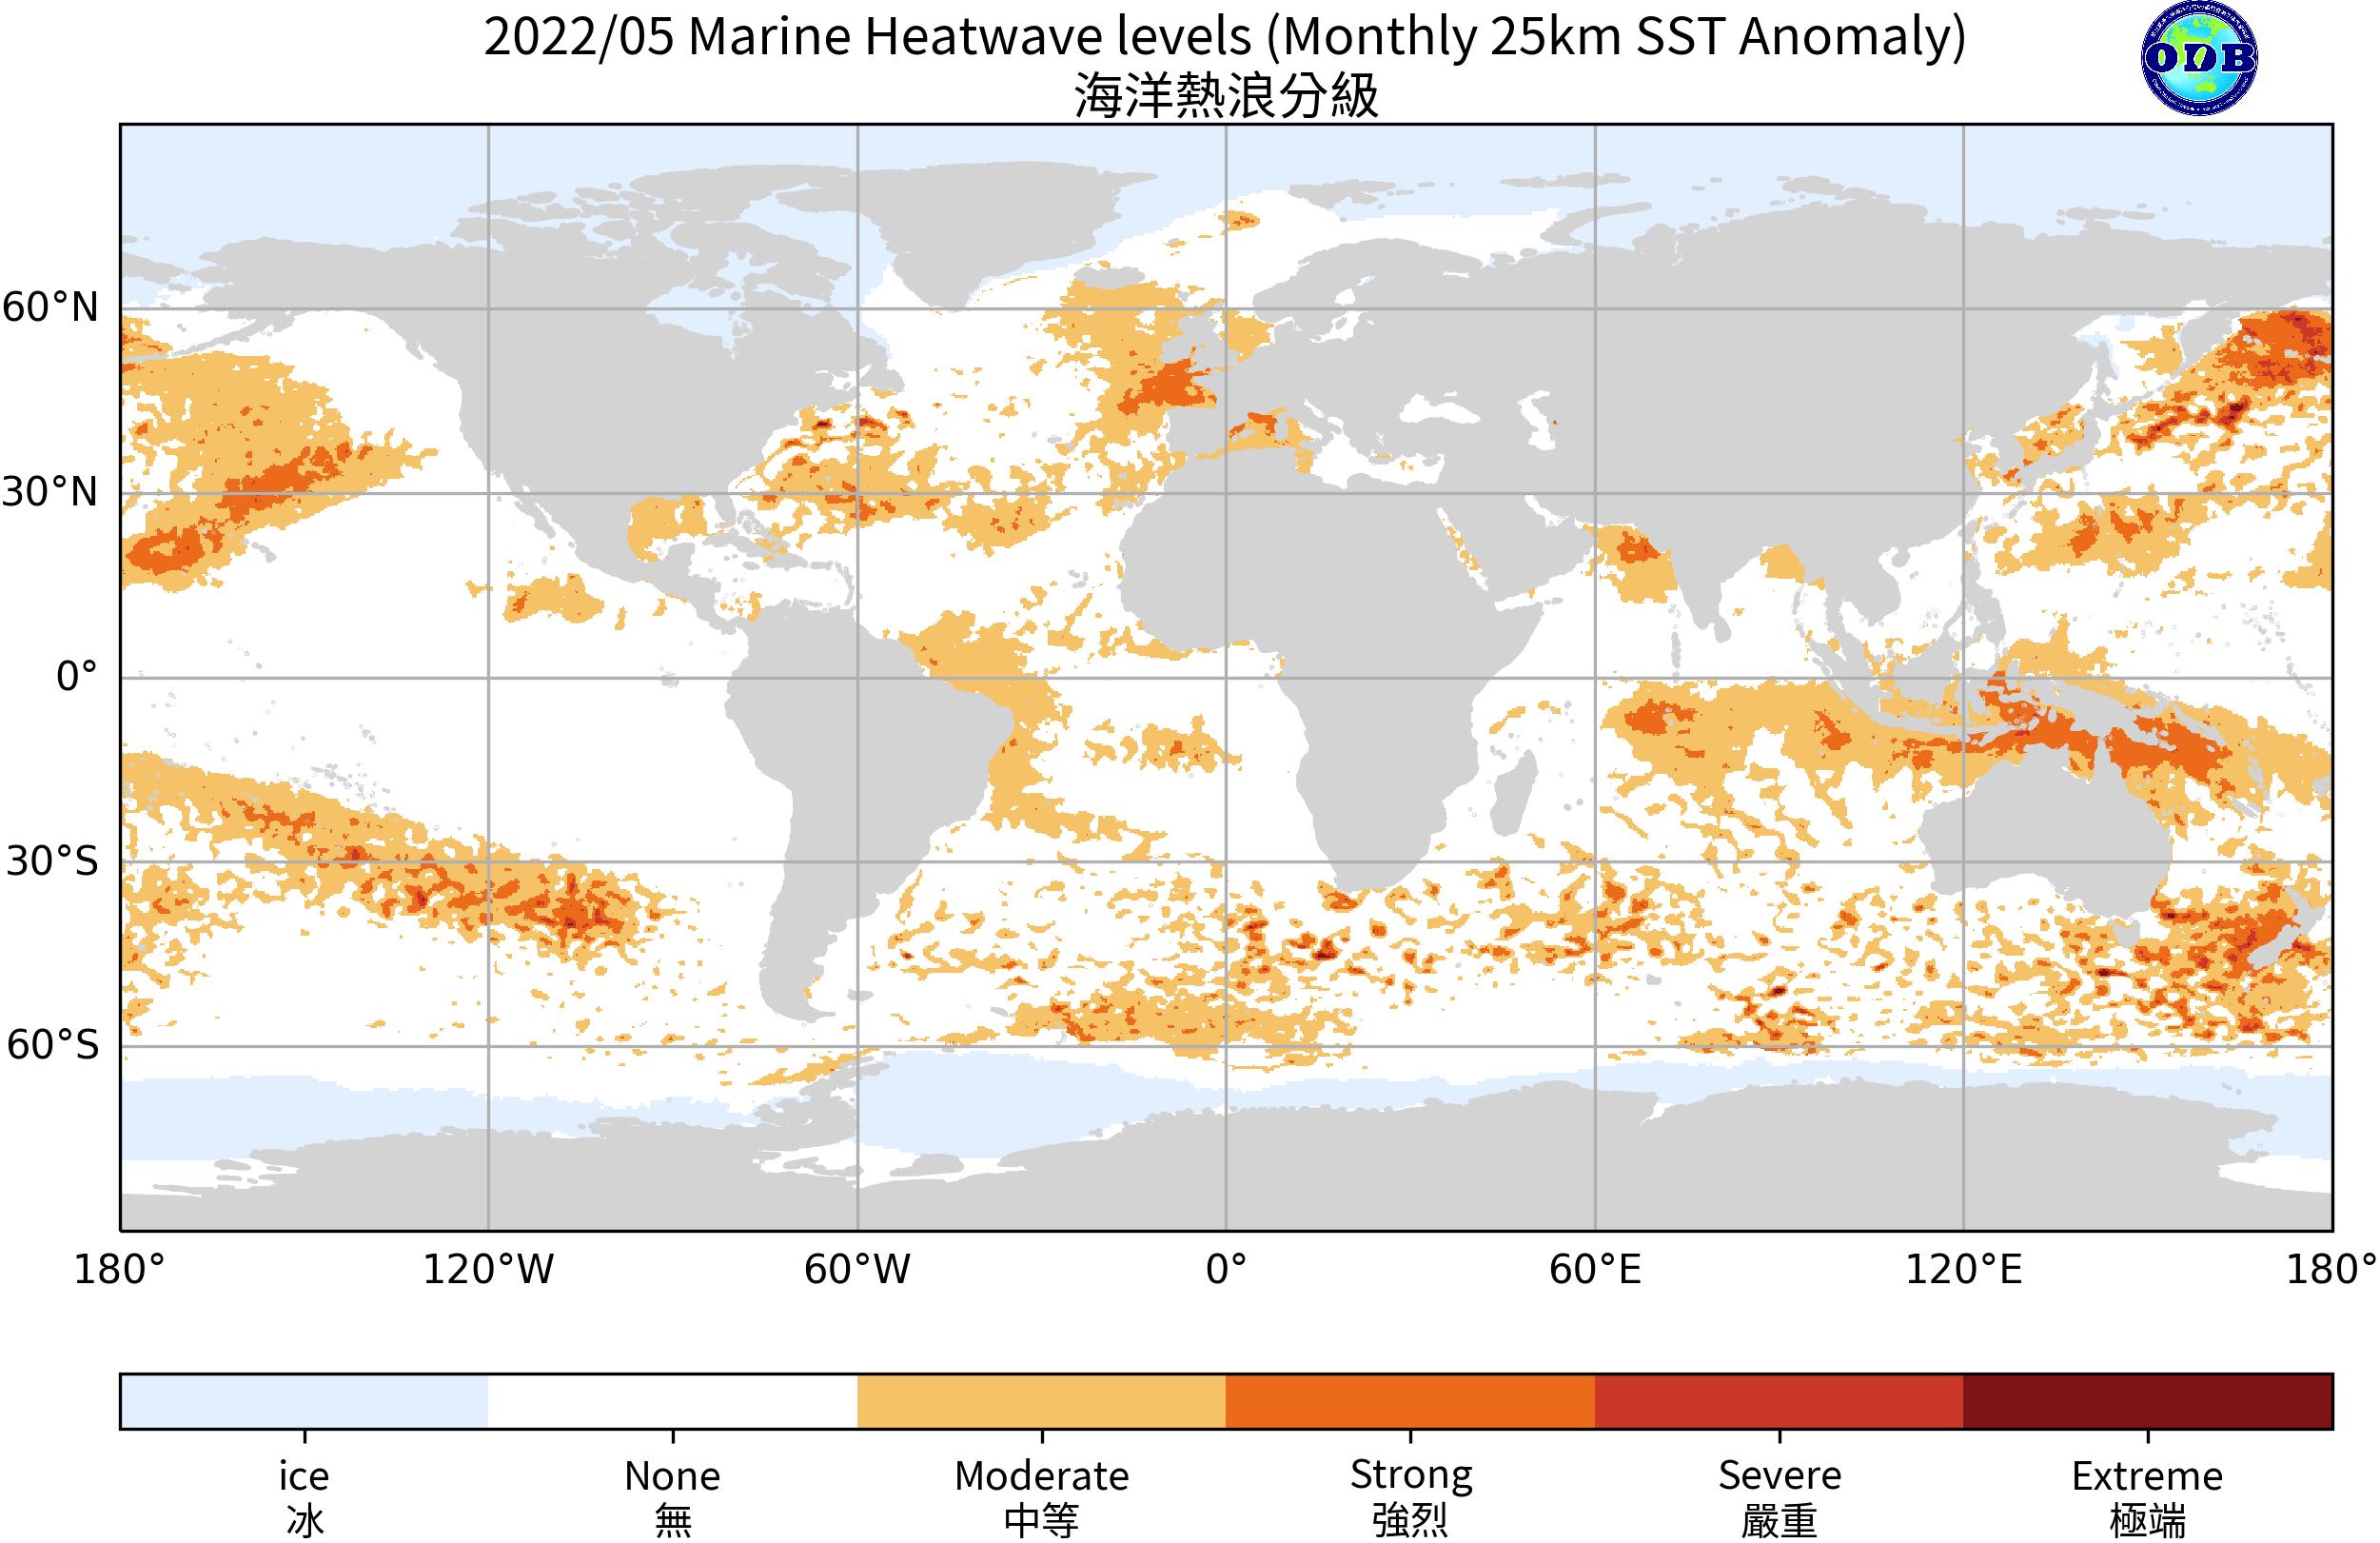 2022/05 Marine Heatwave levels (Monthly 25km SST Anomaly)
海洋熱浪分級
ODB
60°N
30°N
0°
30°S
60°S
180° 120°W 60°W 0° 60°E 120°E 180°
ice None Moderate Strong Severe Extreme
冰 無 中等 強烈 嚴重 極端